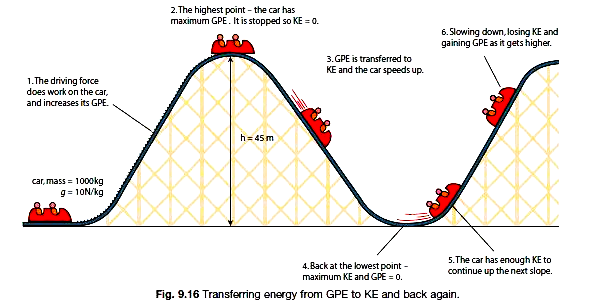 2. The highest point – the car has
maximum GPE . It is stopped so KE = 0.
6. Slowing down, losing KE and
gaining GPE as it gets higher.
3. GPE is transferred to
KE and the car speeds up.
1. The driving force
does work on the car,
and increases its GPE.
h = 45 m
car, mass = 1000kg
g = 10N/kg
4. Back at the lowest point –
maximum KE and GPE = 0.
5. The car has enough KE to
continue up the next slope.
Fig. 9.16 Transferring energy from GPE to KE and back again.